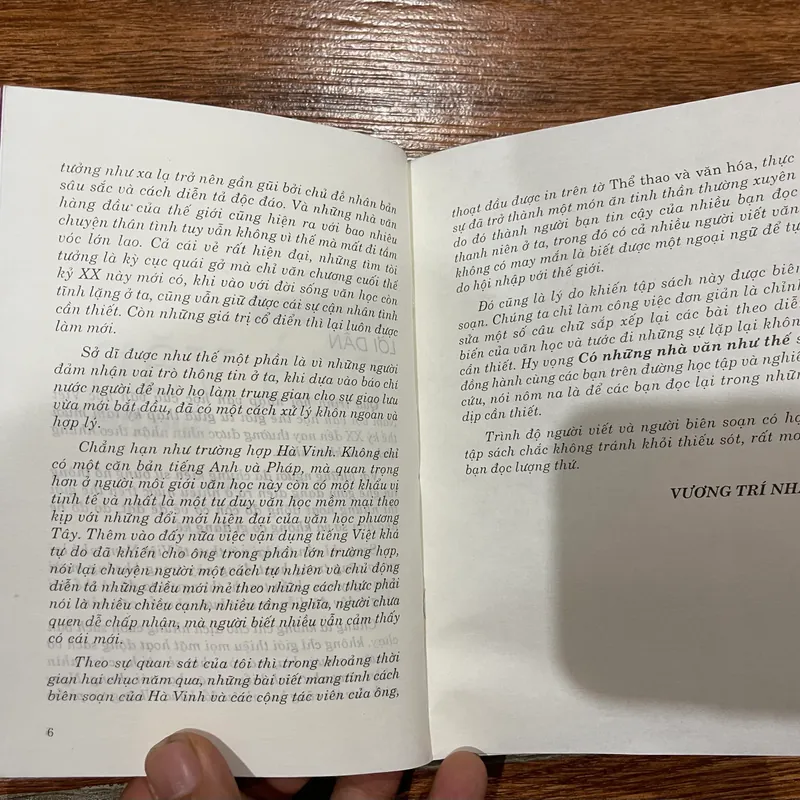 tưởng như xa lạ trở nên gần gũi bởi chủ đề nhân bản
sâu sắc và cách diễn tả độc đáo. Và những nhà văn
hàng đầu của thế giới cũng hiện ra với bao nhiêu
chuyện thân tình tuy vẫn không vì thế mà mất đi tầm
vóc lớn lao. Cả cái vẻ rất hiện đại, những tìm tòi
tưởng là kỳ cục quái gở mà chỉ văn chương cuối thế
kỷ XX này mới có, khi vào với đời sống văn học còn
tĩnh lặng ở ta, cũng vẫn giữ được cái sự cận nhân tình
cần thiết. Còn những giá trị cổ điển thì lại luôn được
làm mới.
Sở dĩ được như thế một phần là vì những người
đảm nhận vai trò thông tin ở ta, khi dựa vào báo chí
nước người để nhờ họ làm trung gian cho sự giao lưu
vừa mới bắt đầu, đã có một cách xử lý khôn ngoan và
hợp lý.
Chẳng hạn như trường hợp Hà Vinh. Không chỉ
có một căn bản tiếng Anh và Pháp, mà quan trọng
hơn ở người môi giới văn học này còn có một khẩu vị
tinh tế và nhất là một tư duy văn học mềm mại theo
kịp với những đổi mới hiện đại của văn học phương
Tây. Thêm vào đấy nữa việc vận dụng tiếng Việt khá
tự do đã khiến cho ông trong phần lớn trường hợp,
nói lại chuyện người một cách tự nhiên và chủ động
diễn tả những điều mới mẻ theo những cách thức phải
nói là nhiều chiều cạnh, nhiều tầng nghĩa, người chưa
quen dễ chấp nhận, mà người biết nhiều vẫn cảm thấy
có cái mới.
Theo sự quan sát của tôi thì trong khoảng thời
gian hai chục năm qua, những bài viết mang tính cách
biên soạn của Hà Vinh và các cộng tác viên của ông,
6
thoạt đầu được in trên tờ Thể thao và văn hóa, thực
sự đã trở thành một món ăn tinh thần thường xuyên
do đó thành người bạn tin cậy của nhiều bạn đọc
thanh niên ở ta, trong đó có cả nhiều người viết văn
không có may mắn là biết được một ngoại ngữ để tự
do hội nhập với thế giới.
Đó cũng là lý do khiến tập sách này được biên
soạn. Chúng ta chỉ làm công việc đơn giản là chỉnh
sửa một số câu chữ sắp xếp lại các bài theo diễn
biến của văn học và tước đi những sự lặp lại không
cần thiết. Hy vọng Có những nhà văn như thế
đồng hành cùng các bạn trên đường học tập và nghiên
cứu, nói nôm na là để các bạn đọc lại trong những
dịp cần thiết.
Trình độ người viết và người biên soạn có hạn
tập sách chắc không tránh khỏi thiếu sót, rất mong
bạn đọc lượng thứ.
VƯƠNG TRÍ NHÀ